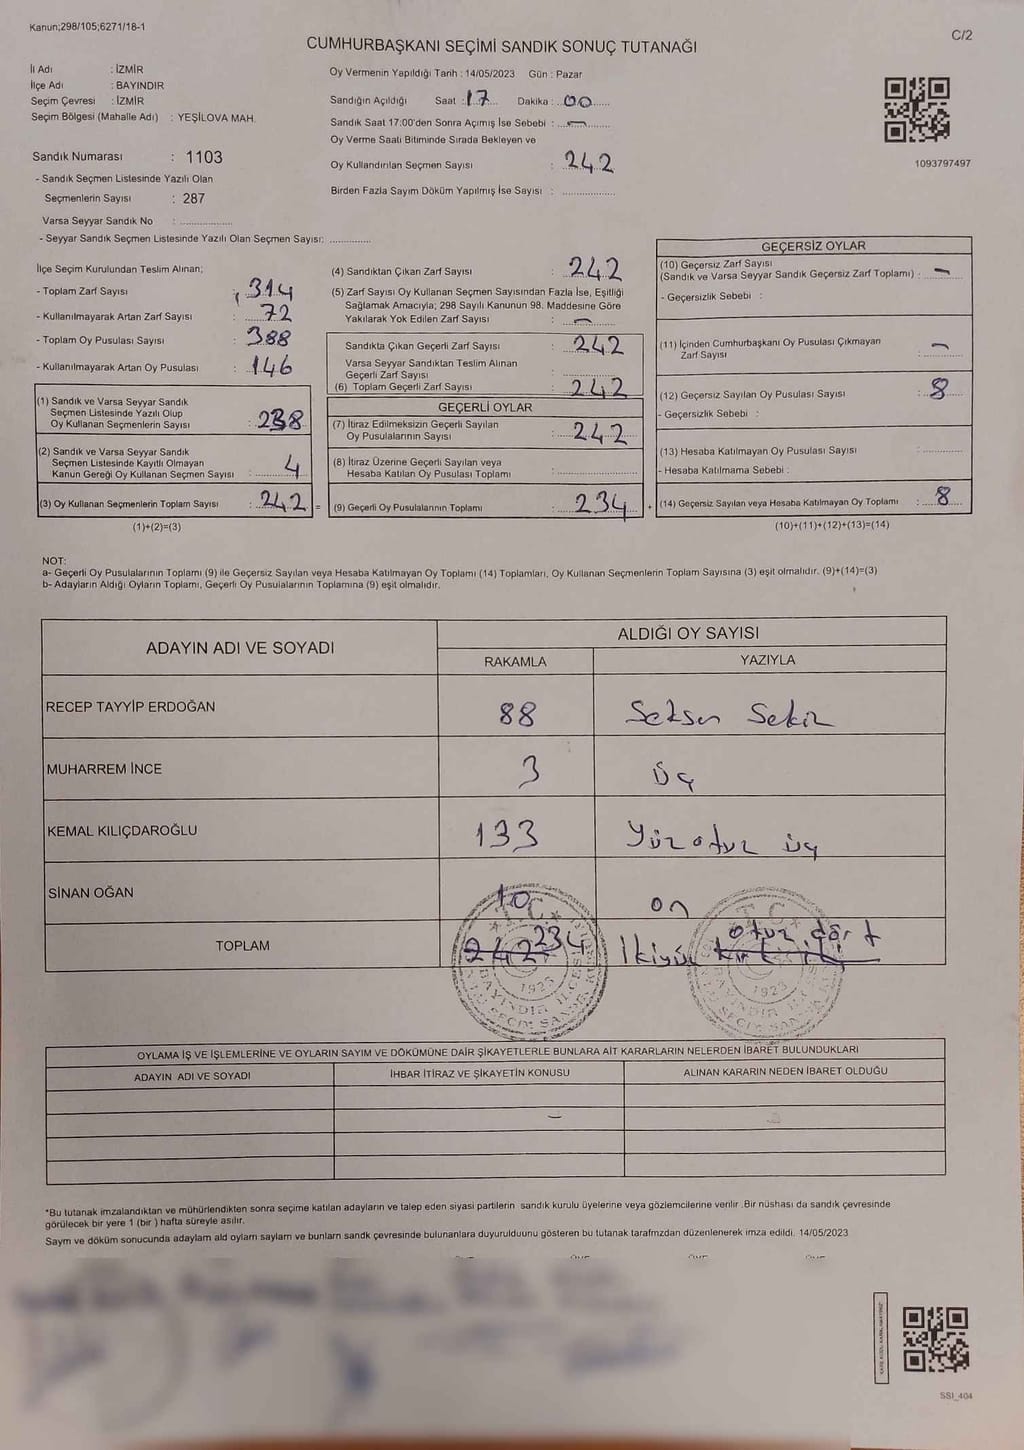 Kanun;298/105;6271/18-1
C/2
CUMHURBAŞKANI SEÇİMİ SANDIK SONUÇ TUTANAĞI
İl Adı : İZMİR
İlçe Adı : BAYINDIR
Seçim Çevresi : İZMİR
Seçim Bölgesi (Mahalle Adı) : YEŞİLOVA MAH.
Sandık Numarası : 1103
- Sandık Seçmen Listesinde Yazılı Olan
Seçmenlerin Sayısı : 287
Varsa Seyyar Sandık No : ..................
- Seyyar Sandık Seçmen Listesinde Yazılı Olan Seçmen Sayısı: ..............
Oy Vermenin Yapıldığı Tarih : 14/05/2023 Gün : Pazar
Sandığın Açıldığı Saat : 17 Dakika : 00
Sandık Saat 17:00'den Sonra Açımış İse Sebebi : —
Oy Verme Saati Bitiminde Sırada Bekleyen ve
Oy Kullandırılan Seçmen Sayısı : 242
Birden Fazla Sayım Döküm Yapılmış İse Sayısı : ..................
1093797497
İlçe Seçim Kurulundan Teslim Alınan;
- Toplam Zarf Sayısı : 314
- Kullanılmayarak Artan Zarf Sayısı : 72
- Toplam Oy Pusulası Sayısı : 388
- Kullanılmayarak Artan Oy Pusulası : 146
(1) Sandık ve Varsa Seyyar Sandık
Seçmen Listesinde Yazılı Olup
Oy Kullanan Seçmenlerin Sayısı : 238
(2) Sandık ve Varsa Seyyar Sandık
Seçmen Listesinde Kayıtlı Olmayan
Kanun Gereği Oy Kullanan Seçmen Sayısı : 4
(3) Oy Kullanan Seçmenlerin Toplam Sayısı : 242 =
(1)+(2)=(3)
(4) Sandıktan Çıkan Zarf Sayısı : 242
(5) Zarf Sayısı Oy Kullanan Seçmen Sayısından Fazla İse, Eşitliği
Sağlamak Amacıyla; 298 Sayılı Kanunun 98. Maddesine Göre
Yakılarak Yok Edilen Zarf Sayısı : —
Sandıkta Çıkan Geçerli Zarf Sayısı : 242
Varsa Seyyar Sandıktan Teslim Alınan
Geçerli Zarf Sayısı
(6) Toplam Geçerli Zarf Sayısı : 242
GEÇERLİ OYLAR
(7) İtiraz Edilmeksizin Geçerli Sayılan
Oy Pusulalarının Sayısı : 242
(8) İtiraz Üzerine Geçerli Sayılan veya
Hesaba Katılan Oy Pusulası Toplamı
(9) Geçerli Oy Pusulalarının Toplamı : 234 +
GEÇERSİZ OYLAR
(10) Geçersiz Zarf Sayısı
(Sandık ve Varsa Seyyar Sandık Geçersiz Zarf Toplamı) : —
- Geçersizlik Sebebi :
(11) İçinden Cumhurbaşkanı Oy Pusulası Çıkmayan
Zarf Sayısı : —
(12) Geçersiz Sayılan Oy Pusulası Sayısı : 8
- Geçersizlik Sebebi :
(13) Hesaba Katılmayan Oy Pusulası Sayısı
- Hesaba Katılmama Sebebi :
(14) Geçersiz Sayılan veya Hesaba Katılmayan Oy Toplamı : 8
(10)+(11)+(12)+(13)=(14)
NOT:
a- Geçerli Oy Pusulalarının Toplamı (9) ile Geçersiz Sayılan veya Hesaba Katılmayan Oy Toplamı (14) Toplamları, Oy Kullanan Seçmenlerin Toplam Sayısına (3) eşit olmalıdır. (9)+(14)=(3)
b- Adayların Aldığı Oyların Toplamı, Geçerli Oy Pusulalarının Toplamına (9) eşit olmalıdır.
ADAYIN ADI VE SOYADI
ALDIĞI OY SAYISI
RAKAMLA YAZIYLA
RECEP TAYYİP ERDOĞAN 88 Seksen Sekiz
MUHARREM İNCE 3 Üç
KEMAL KILIÇDAROĞLU 133 Yüz otuz üç
SİNAN OĞAN 10 on
TOPLAM 242 234 İkiyüz kırk iki otuz dört
T.C. 1923 BAYINDIR İLÇESİ
T.C. 1923
OYLAMA İŞ VE İŞLEMLERİNE VE OYLARIN SAYIM VE DÖKÜMÜNE DAİR ŞİKAYETLERLE BUNLARA AİT KARARLARIN NELERDEN İBARET BULUNDUKLARI
ADAYIN ADI VE SOYADI İHBAR İTİRAZ VE ŞİKAYETİN KONUSU ALINAN KARARIN NEDEN İBARET OLDUĞU
—
*Bu tutanak imzalandıktan ve mühürlendikten sonra seçime katılan adayların ve talep eden siyasi partilerin sandık kurulu üyelerine veya gözlemcilerine verilir .Bir nüshası da sandık çevresinde
görülecek bir yere 1 (bir ) hafta süreyle asılır.
Saym ve döküm sonucunda adaylam ald oylam saylam ve bunlarn sandk çevresinde bulunanlara duyurulduunu gösteren bu tutanak tarafmzdan düzenlenerek imza edildi. 14/05/2023
SSI_404